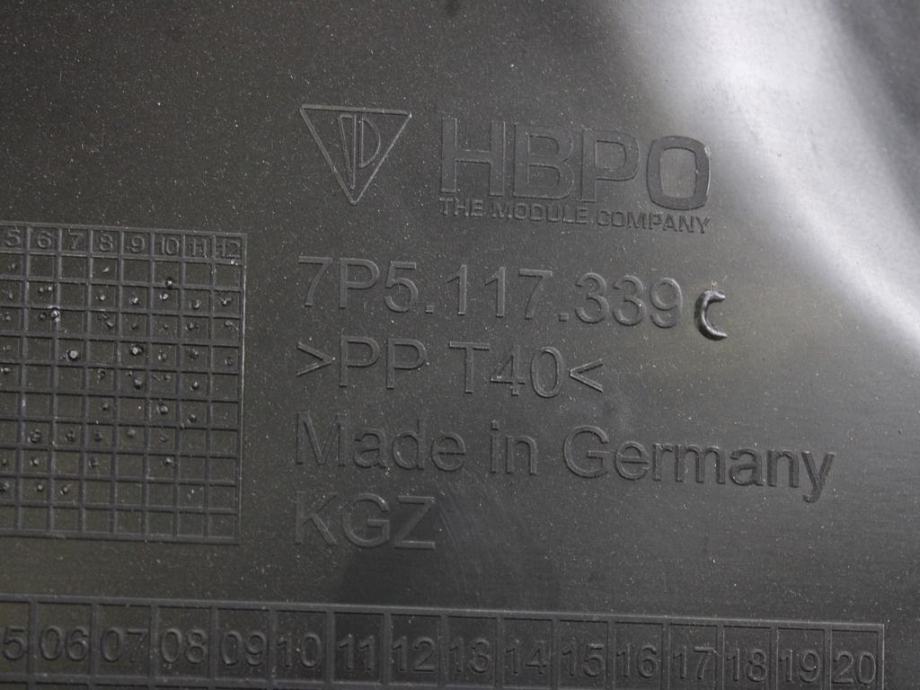 HBPO
THE MODULE COMPANY
7P5.117.339 C
>PP T40<
Made in Germany
KGZ
5 6 7 8 9 10 11 12
5 06 07 08 09 10 11 12 13 14 15 16 17 18 19 20